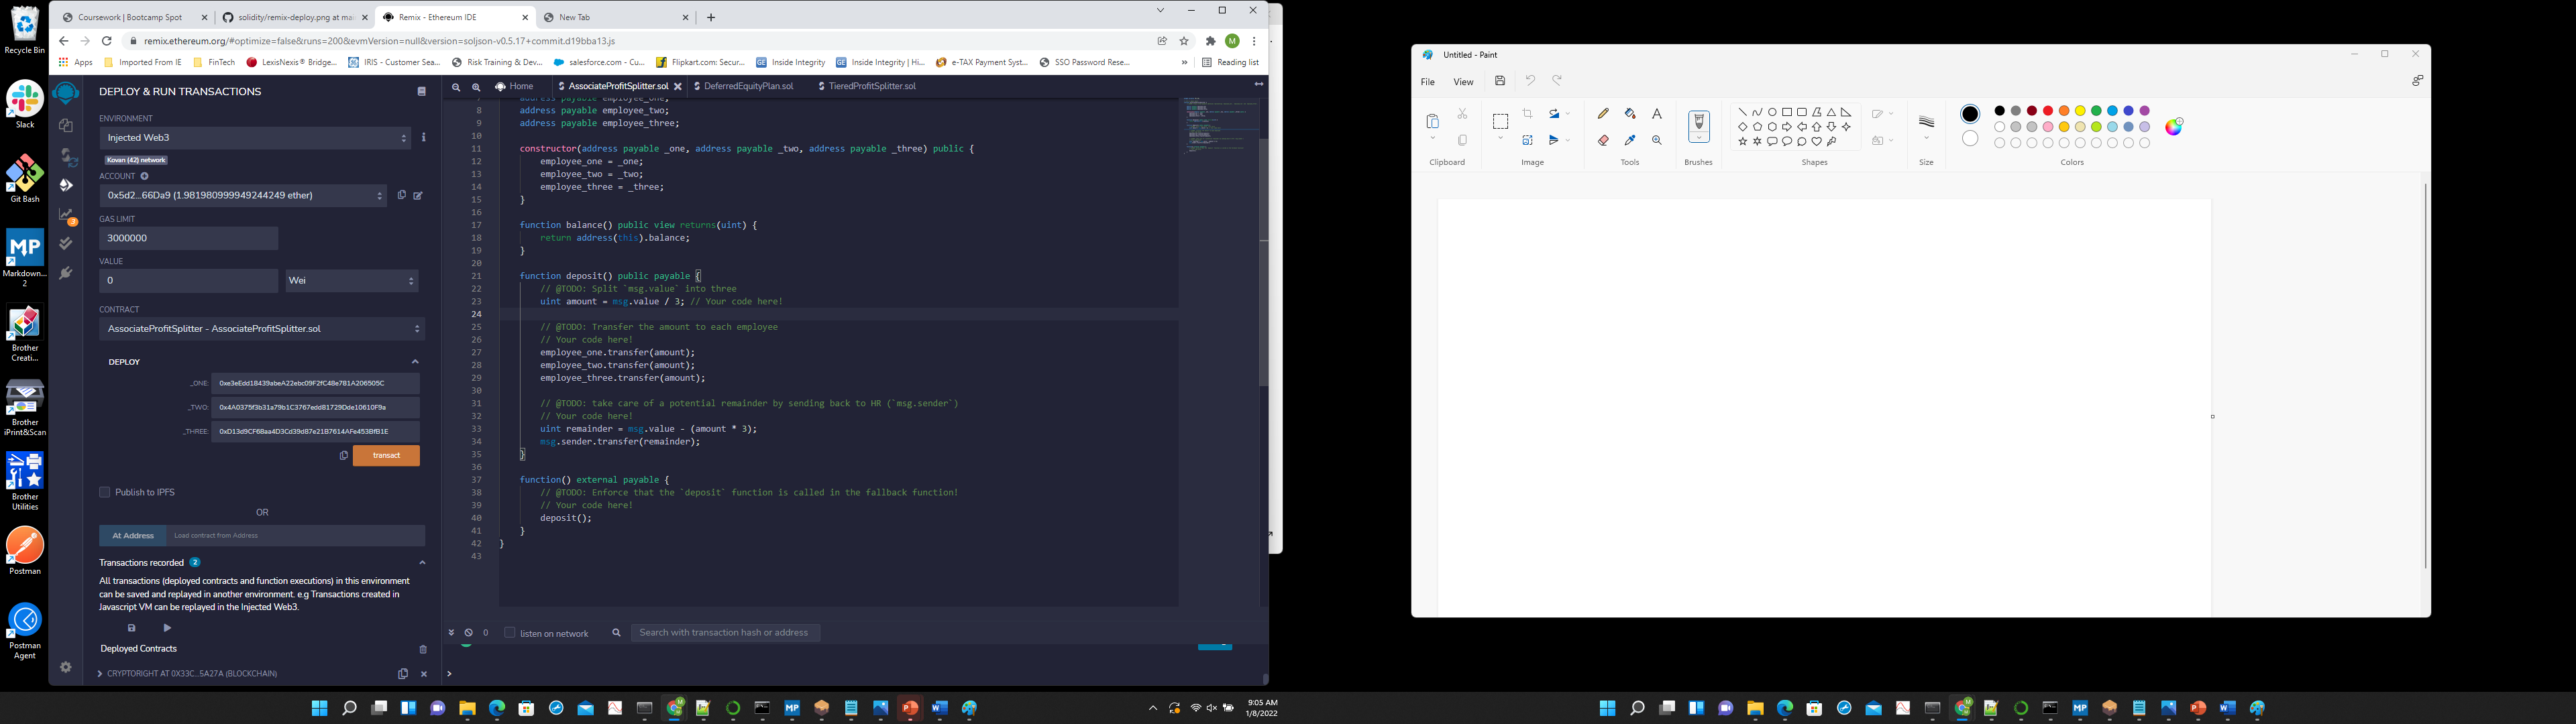 Recycle Bin
Slack
Git Bash
Markdown...
2
Brother
Creati...
Brother
iPrint&Scan
Brother
Utilities
Postman
Postman
Agent
Coursework | Bootcamp Spot
solidity/remix-deploy.png at ma
Remix - Ethereum IDE
New Tab
remix.ethereum.org/#optimize=false&runs=200&evmVersion=null&version=soljson-v0.5.17+commit.d19bba13.js
M
Apps
Imported From IE
FinTech
LexisNexis® Bridge...
IRIS - Customer Sea...
Risk Training & Dev...
salesforce.com - Cu...
Flipkart.com: Secur...
GE Inside Integrity
GE Inside Integrity | Hi...
e-TAX Payment Syst...
SSO Password Rese...
»
Reading list
DEPLOY & RUN TRANSACTIONS
ENVIRONMENT
Injected Web3
Kovan (42) network
ACCOUNT
0x5d2...66Da9 (1.981980999949244249 ether)
GAS LIMIT
3000000
VALUE
0
Wei
CONTRACT
AssociateProfitSplitter - AssociateProfitSplitter.sol
DEPLOY
_ONE: 0xe3eEdd18439abeA22ebc09F2fC48e781A206505C
_TWO: 0x4A0375f3b31a79b1C3767edd81729Dde10610F9a
_THREE: 0xD13d9CF68aa4D3Cd39d87e21B7614AFe453BfB1E
transact
Publish to IPFS
OR
At Address
Load contract from Address
Transactions recorded 2
All transactions (deployed contracts and function executions) in this environment
can be saved and replayed in another environment. e.g Transactions created in
Javascript VM can be replayed in the Injected Web3.
Deployed Contracts
CRYPTORIGHT AT 0X33C...5A27A (BLOCKCHAIN)
Home
AssociateProfitSplitter.sol
DeferredEquityPlan.sol
TieredProfitSplitter.sol
7 address payable employee_one;
8 address payable employee_two;
9 address payable employee_three;
10
11 constructor(address payable _one, address payable _two, address payable _three) public {
12 employee_one = _one;
13 employee_two = _two;
14 employee_three = _three;
15 }
16
17 function balance() public view returns(uint) {
18 return address(this).balance;
19 }
20
21 function deposit() public payable {
22 // @TODO: Split `msg.value` into three
23 uint amount = msg.value / 3; // Your code here!
24
25 // @TODO: Transfer the amount to each employee
26 // Your code here!
27 employee_one.transfer(amount);
28 employee_two.transfer(amount);
29 employee_three.transfer(amount);
30
31 // @TODO: take care of a potential remainder by sending back to HR (`msg.sender`)
32 // Your code here!
33 uint remainder = msg.value - (amount * 3);
34 msg.sender.transfer(remainder);
35 }
36
37 function() external payable {
38 // @TODO: Enforce that the `deposit` function is called in the fallback function!
39 // Your code here!
40 deposit();
41 }
42 }
43
0
listen on network
Search with transaction hash or address
>
9:05 AM
1/8/2022
Untitled - Paint
File
View
Clipboard
Image
Tools
Brushes
Shapes
Size
Colors